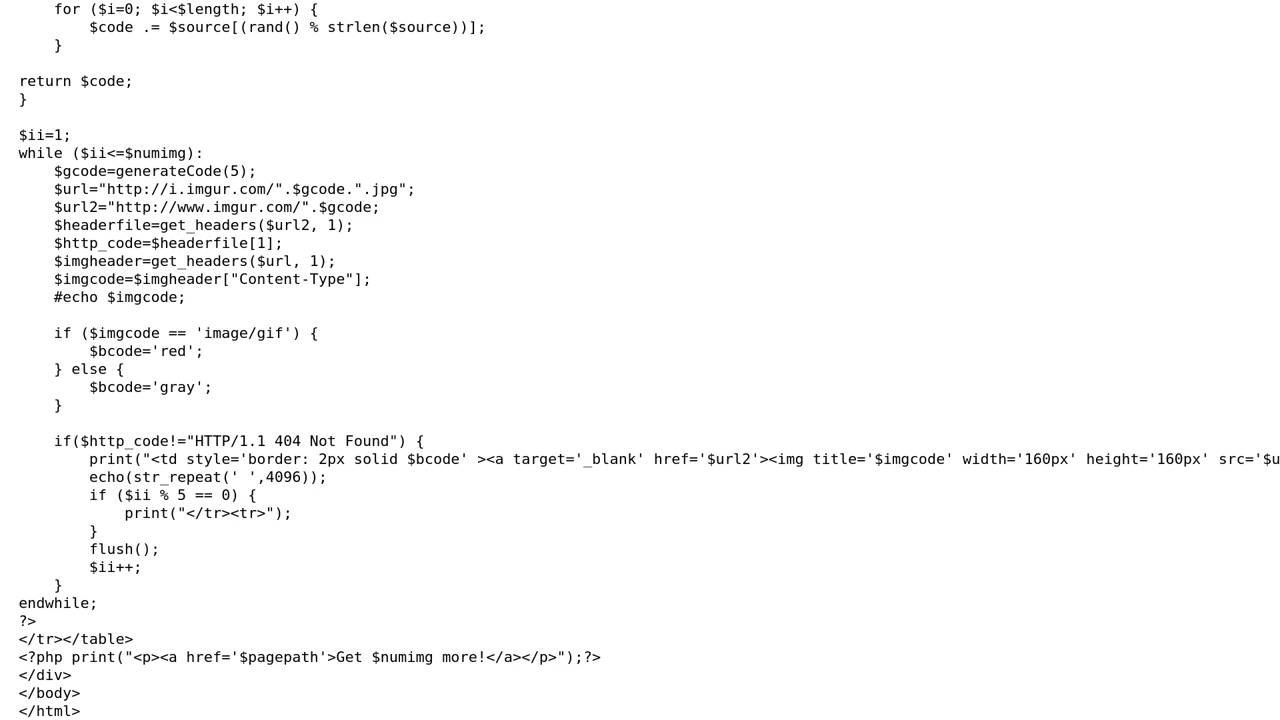 for ($i=0; $i<$length; $i++) {
        $code .= $source[(rand() % strlen($source))];
    }

return $code;
}

$ii=1;
while ($ii<=$numimg):
    $gcode=generateCode(5);
    $url="http://i.imgur.com/".$gcode.".jpg";
    $url2="http://www.imgur.com/".$gcode;
    $headerfile=get_headers($url2, 1);
    $http_code=$headerfile[1];
    $imgheader=get_headers($url, 1);
    $imgcode=$imgheader["Content-Type"];
    #echo $imgcode;

    if ($imgcode == 'image/gif') {
        $bcode='red';
    } else {
        $bcode='gray';
    }

    if($http_code!="HTTP/1.1 404 Not Found") {
        print("<td style='border: 2px solid $bcode' ><a target='_blank' href='$url2'><img title='$imgcode' width='160px' height='160px' src='$u
        echo(str_repeat(' ',4096));
        if ($ii % 5 == 0) {
            print("</tr><tr>");
        }
        flush();
        $ii++;
    }
endwhile;
?>
</tr></table>
<?php print("<p><a href='$pagepath'>Get $numimg more!</a></p>");?>
</div>
</body>
</html>